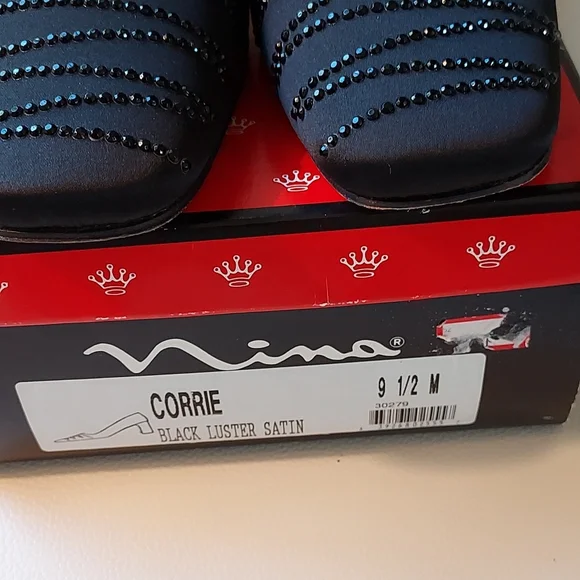 nina®
CORRIE
9 1/2 M
30279
BLACK LUSTER SATIN